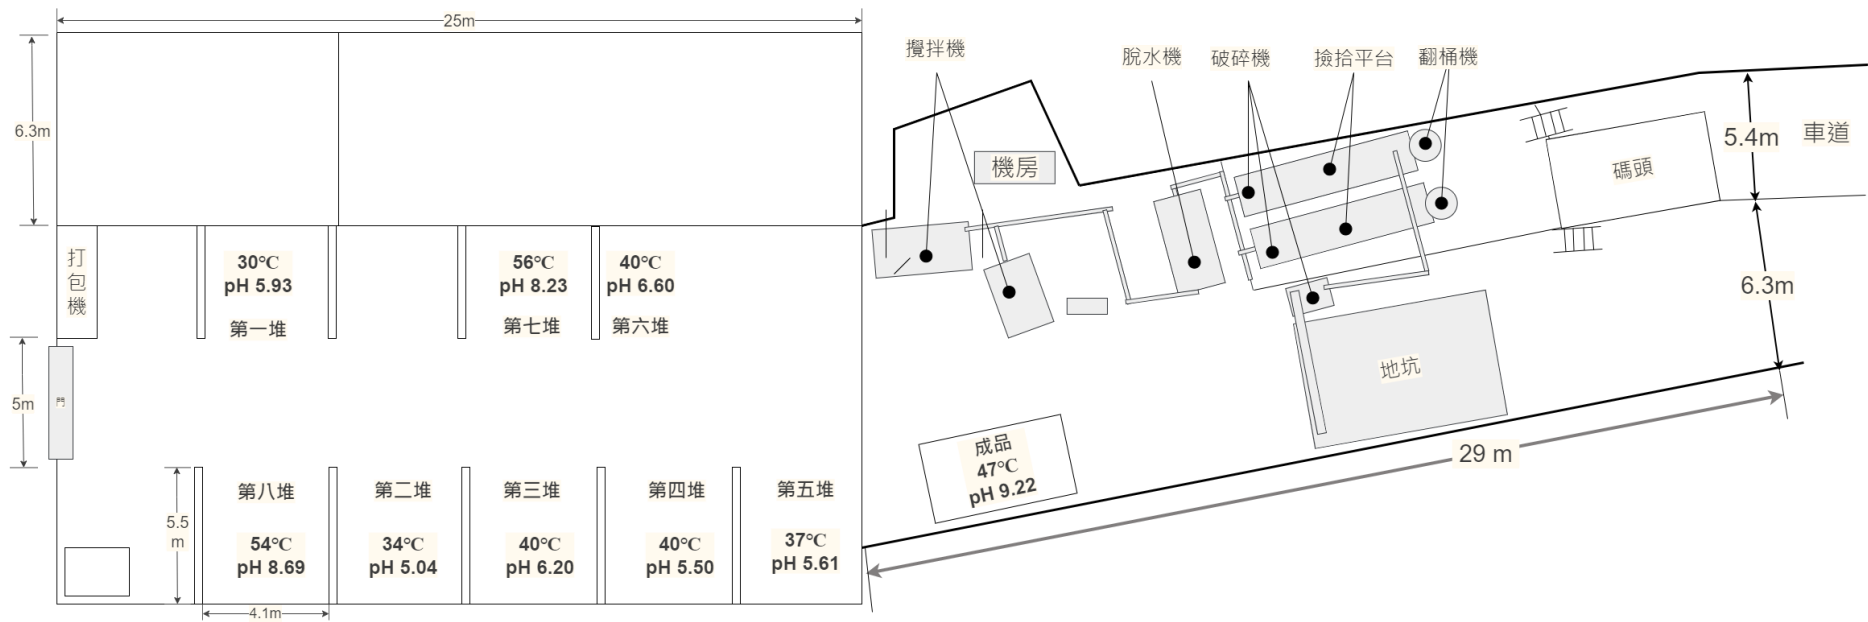 25m
6.3m
攪拌機
脫水機
破碎機
撿拾平台
翻桶機
機房
碼頭
5.4m
車道
打
包
機
30℃
pH 5.93
第一堆
56℃
pH 8.23
第七堆
40℃
pH 6.60
第六堆
6.3m
5m
門
地坑
成品
47℃
pH 9.22
29 m
5.5
m
第八堆
54℃
pH 8.69
第二堆
34℃
pH 5.04
第三堆
40℃
pH 6.20
第四堆
40℃
pH 5.50
第五堆
37℃
pH 5.61
4.1m